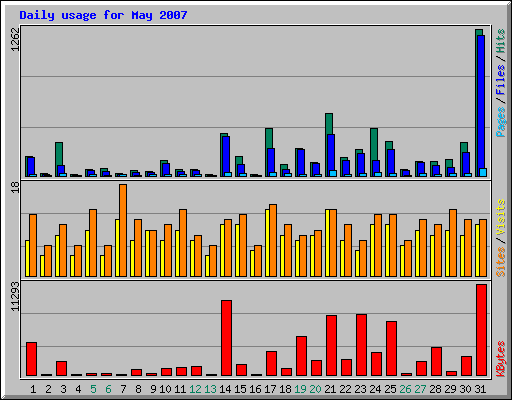 Daily usage for May 2007
1262
Pages / Files / Hits
18
Sites / Visits
11293
KBytes
1 2 3 4 5 6 7 8 9 10 11 12 13 14 15 16 17 18 19 20 21 22 23 24 25 26 27 28 29 30 31